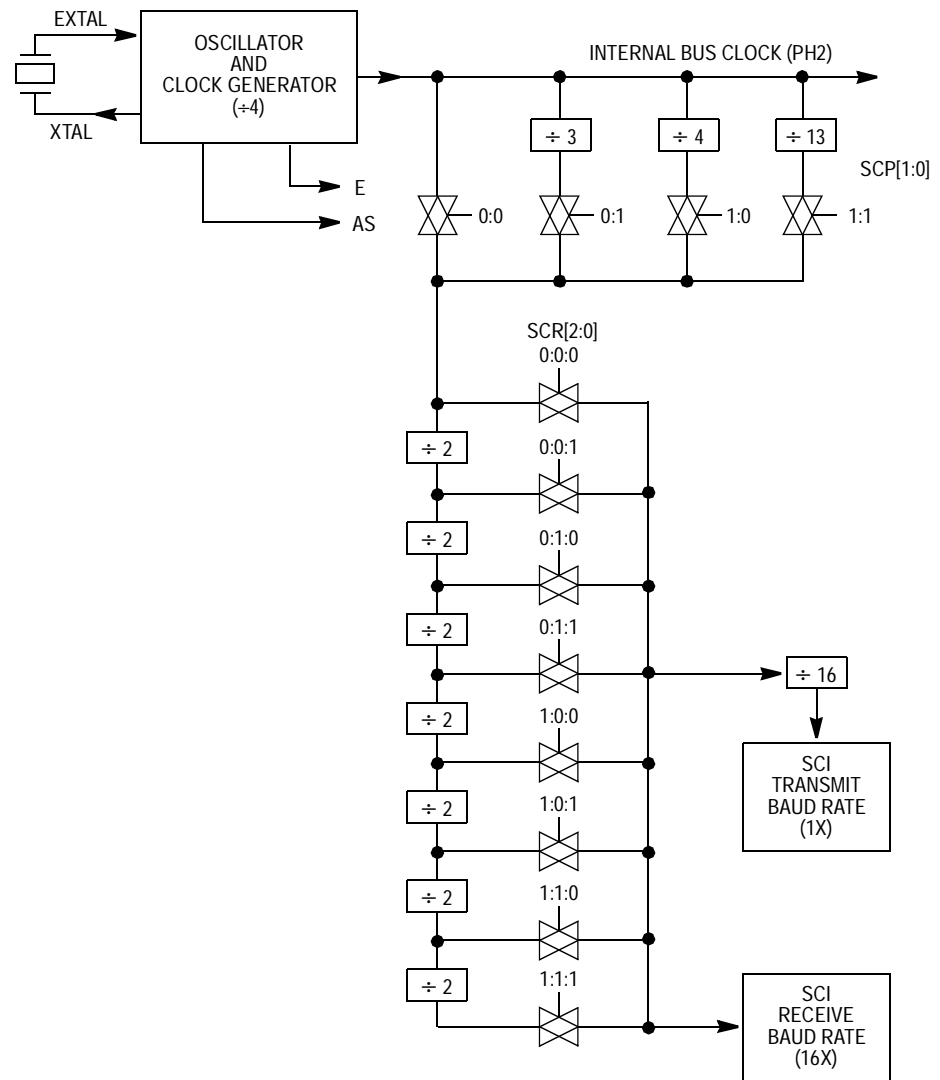 EXTAL
OSCILLATOR
AND
CLOCK GENERATOR
(÷4)
XTAL
INTERNAL BUS CLOCK (PH2)
÷ 3
÷ 4
÷ 13
SCP[1:0]
E
AS
0:0
0:1
1:0
1:1
SCR[2:0]
0:0:0
÷ 2
0:0:1
÷ 2
0:1:0
÷ 2
0:1:1
÷ 16
÷ 2
1:0:0
SCI
TRANSMIT
BAUD RATE
(1X)
÷ 2
1:0:1
÷ 2
1:1:0
÷ 2
1:1:1
SCI
RECEIVE
BAUD RATE
(16X)